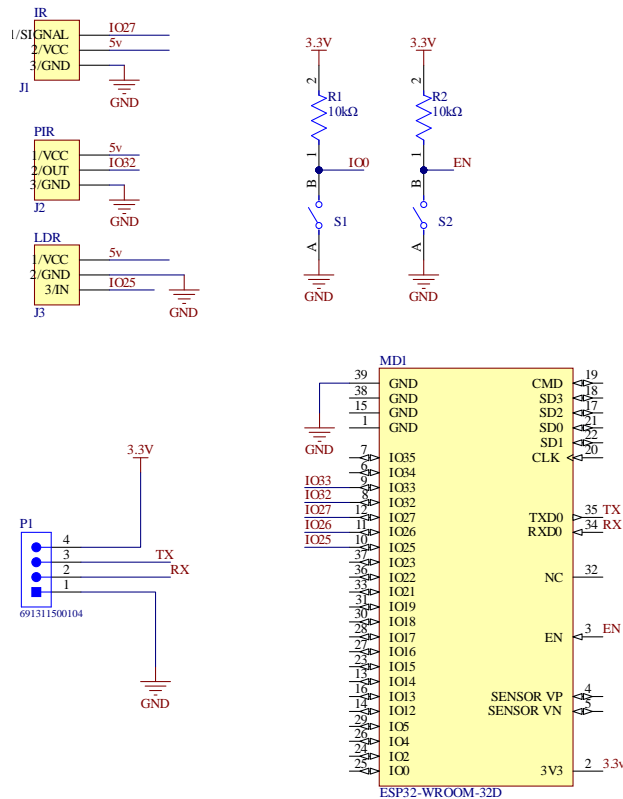 IR
1/SIGNAL
IO27
2/VCC
5v
3/GND
J1
GND
PIR
1/VCC
5v
2/OUT
IO32
3/GND
J2
GND
LDR
1/VCC
5v
2/GND
3/IN
IO25
J3
GND
3.3V
2
R1
10kΩ
1
IO0
B
S1
A
GND
3.3V
2
R2
10kΩ
1
EN
B
S2
A
GND
3.3V
P1
4
3
TX
2
RX
1
691311500104
GND
MD1
39 GND
38 GND
15 GND
1 GND
GND
7 IO35
6 IO34
IO33 9 IO33
IO32 8 IO32
IO27 12 IO27
IO26 11 IO26
IO25 10 IO25
37 IO23
36 IO22
33 IO21
31 IO19
30 IO18
28 IO17
27 IO16
23 IO15
13 IO14
16 IO13
14 IO12
29 IO5
26 IO4
24 IO2
25 IO0
CMD 19
SD3 18
SD2 17
SD0 21
SD1 22
CLK 20
TXD0 35 TX
RXD0 34 RX
NC 32
EN 3 EN
SENSOR VP 4
SENSOR VN 5
3V3 2 3.3v
ESP32-WROOM-32D